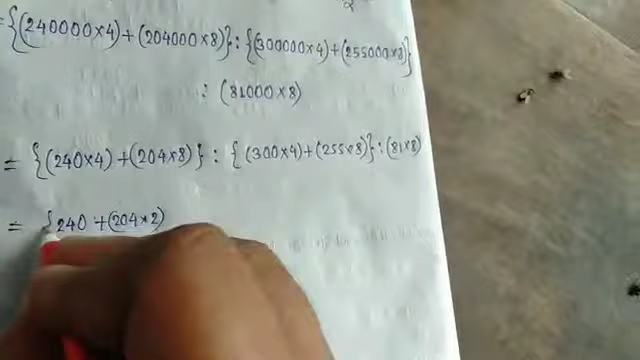 2
= {(240000×4)+(204000×8)} : {(300000×4)+(255000×8)}
: (81000×8)
= {(240×4)+(204×8)} : {(300×4)+(255×8)} : (81×8)
= {240 +(204×2)